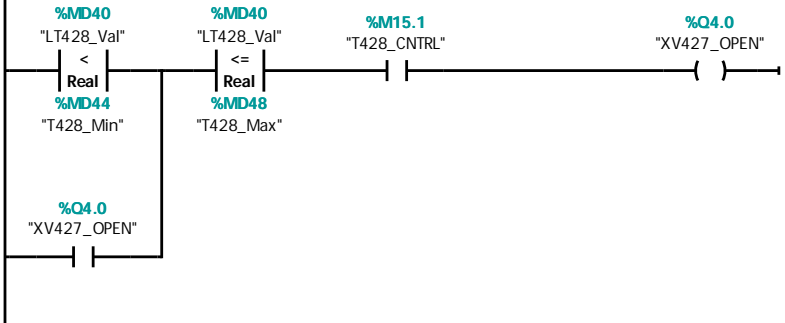 %MD40
"LT428_Val"
<
Real
%MD44
"T428_Min"
%MD40
"LT428_Val"
<=
Real
%MD48
"T428_Max"
%M15.1
"T428_CNTRL"
%Q4.0
"XV427_OPEN"
%Q4.0
"XV427_OPEN"